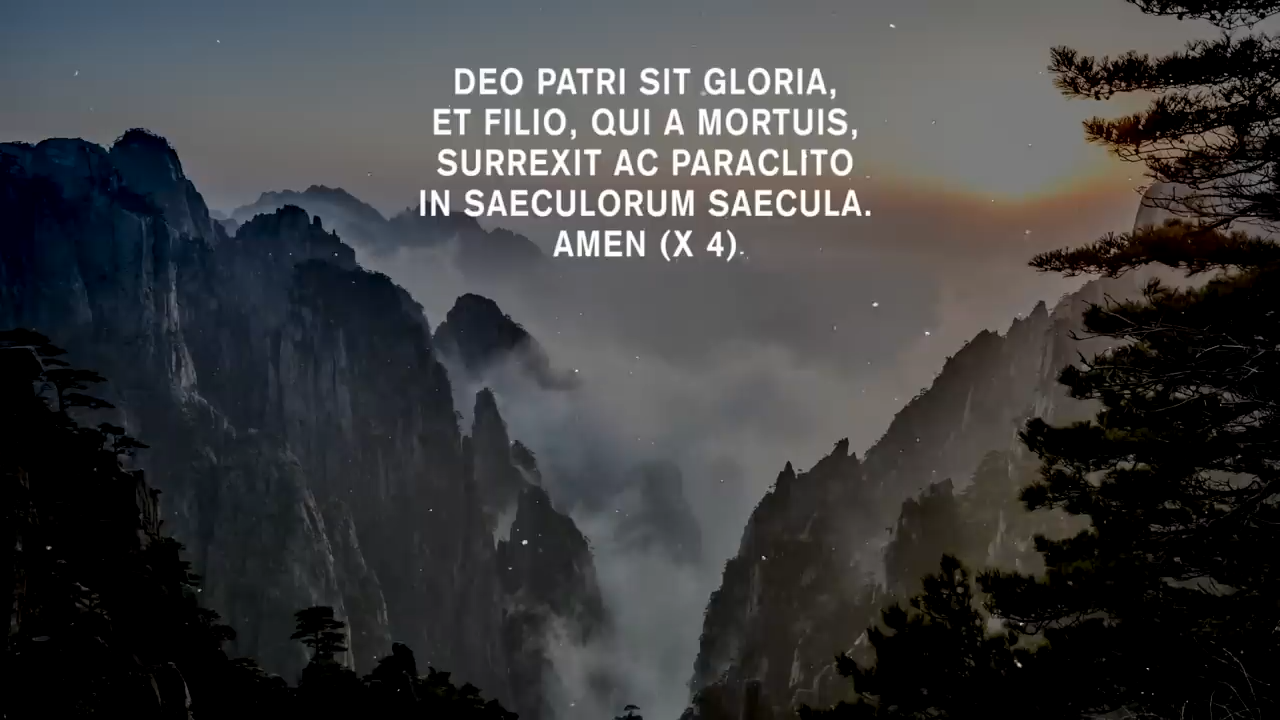 DEO PATRI SIT GLORIA,
ET FILIO, QUI A MORTUIS,
SURREXIT AC PARACLITO
IN SAECULORUM SAECULA.
AMEN (X 4).